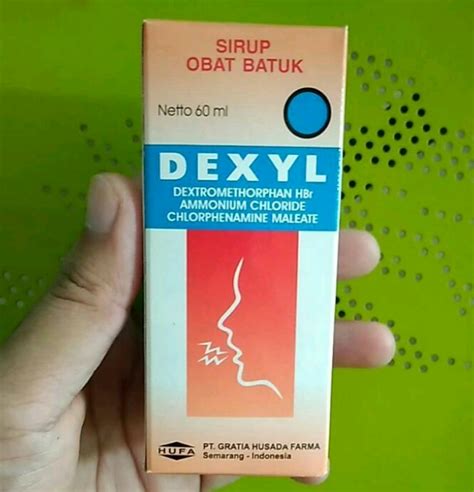 SIRUP
OBAT BATUK
Netto 60 ml
DEXYL
DEXTROMETHORPHAN HBr
AMMONIUM CHLORIDE
CHLORPHENAMINE MALEATE
HUFA
PT. GRATIA HUSADA FARMA
Semarang - Indonesia